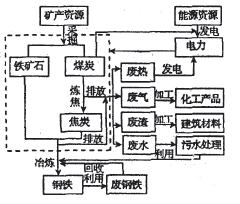 矿产资源
能源资源
采掘
发电
电力
铁矿石
煤炭
废热
发电
炼焦
排放
废气
加工
化工产品
焦炭
废渣
加工
建筑材料
排放
废水
污水处理
利用
冶炼
钢铁
回收利用
废钢铁